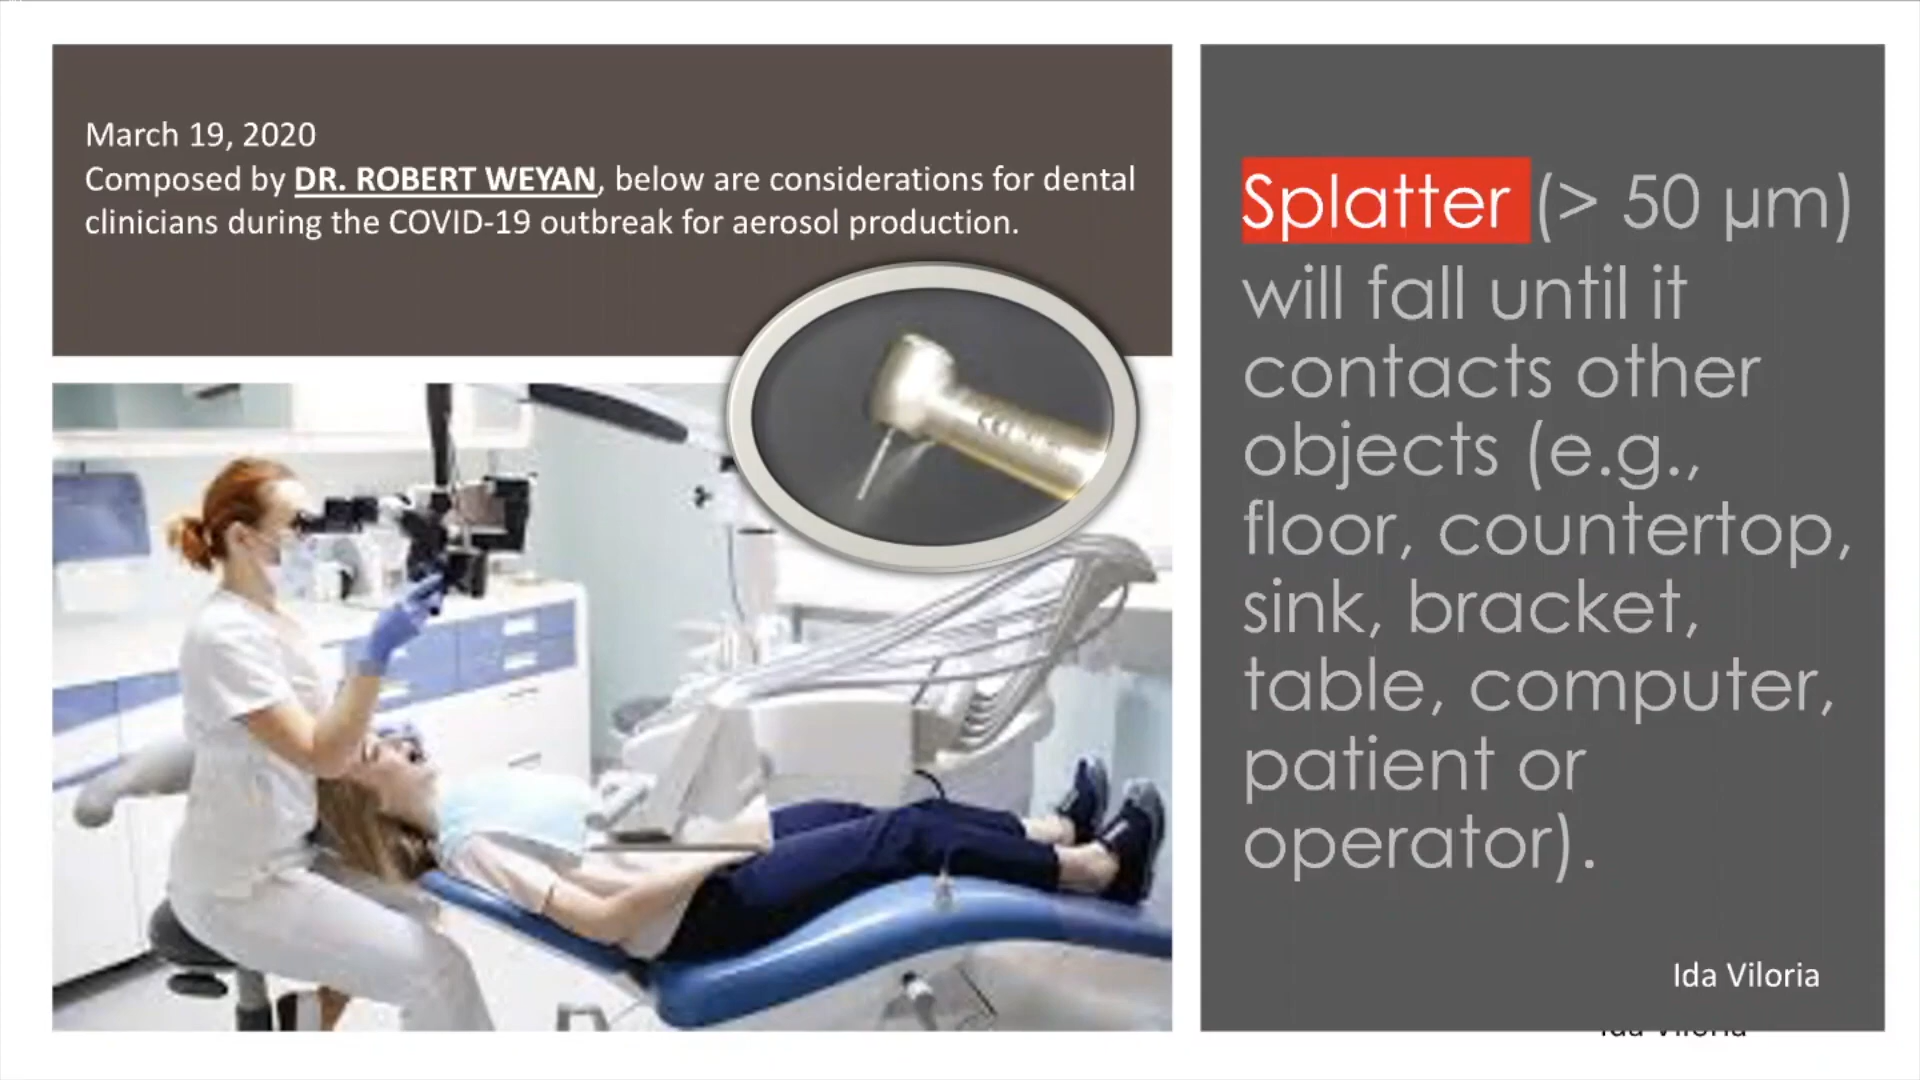 March 19, 2020
Composed by DR. ROBERT WEYAN, below are considerations for dental
clinicians during the COVID-19 outbreak for aerosol production.
Splatter (> 50 µm)
will fall until it
contacts other
objects (e.g.,
floor, countertop,
sink, bracket,
table, computer,
patient or
operator).
Ida Viloria
Ida Viloria